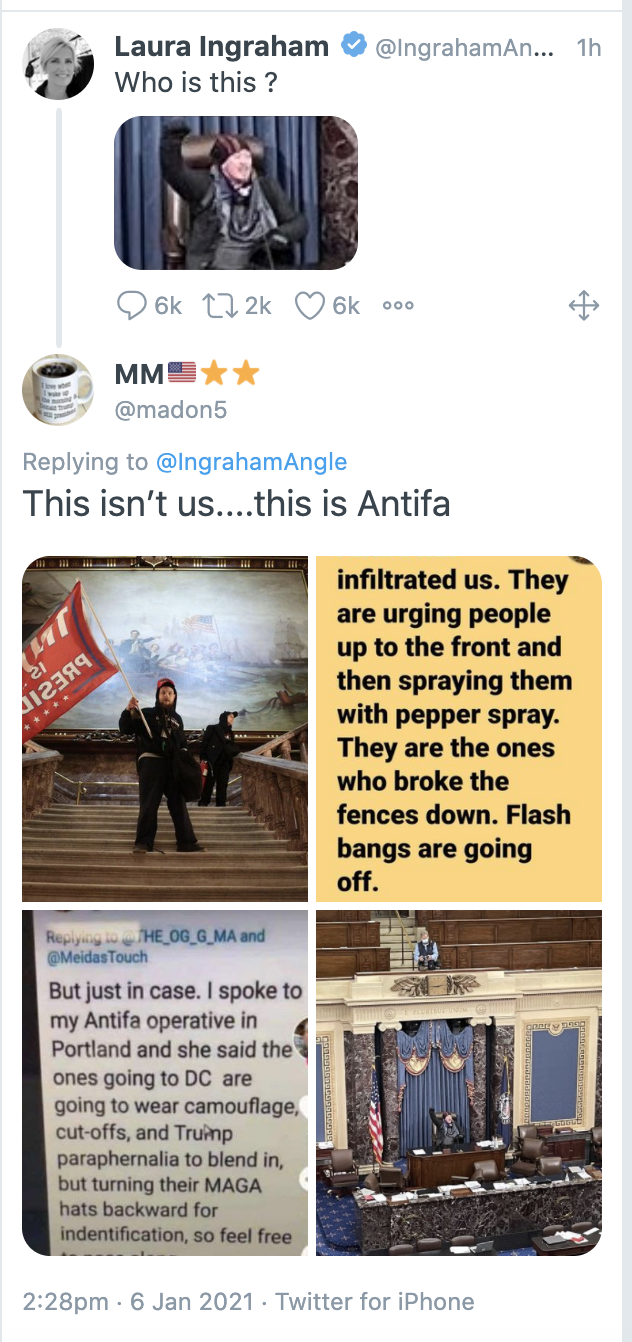 Laura Ingraham @IngrahamAn... 1h
Who is this ?
6k 2k 6k
MM
@madon5
Replying to @IngrahamAngle
This isn’t us....this is Antifa
IS
PRESID
infiltrated us. They
are urging people
up to the front and
then spraying them
with pepper spray.
They are the ones
who broke the
fences down. Flash
bangs are going
off.
Replying to @THE_OG_G_MA and
@MeidasTouch
But just in case. I spoke to
my Antifa operative in
Portland and she said the
ones going to DC are
going to wear camouflage,
cut-offs, and Trump
paraphernalia to blend in,
but turning their MAGA
hats backward for
indentification, so feel free
2:28pm · 6 Jan 2021 · Twitter for iPhone